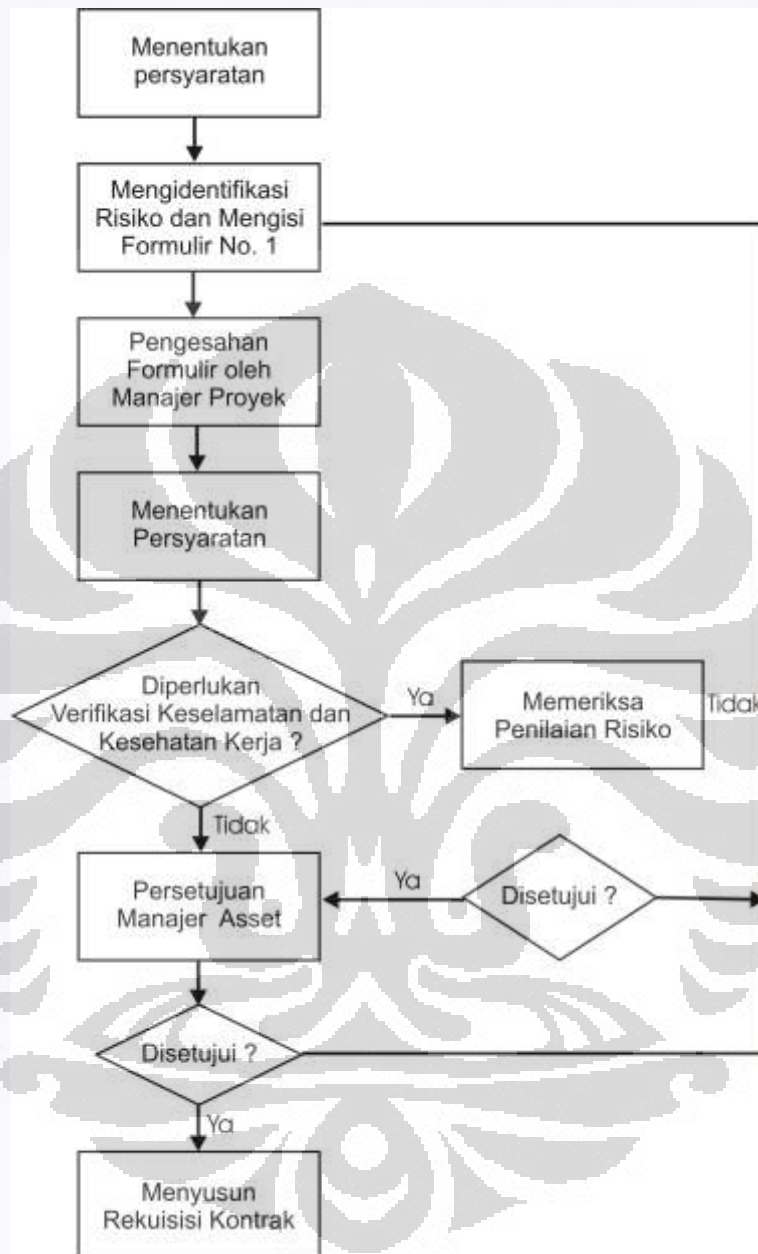 Menentukan
persyaratan
Mengidentifikasi
Risiko dan Mengisi
Formulir No. 1
Pengesahan
Formulir oleh
Manajer Proyek
Menentukan
Persyaratan
Diperlukan
Verifikasi Keselamatan dan
Kesehatan Kerja ?
Ya
Memeriksa
Penilaian Risiko
Tidak
Tidak
Persetujuan
Manajer Asset
Ya
Disetujui ?
Disetujui ?
Ya
Menyusun
Rekuisisi Kontrak